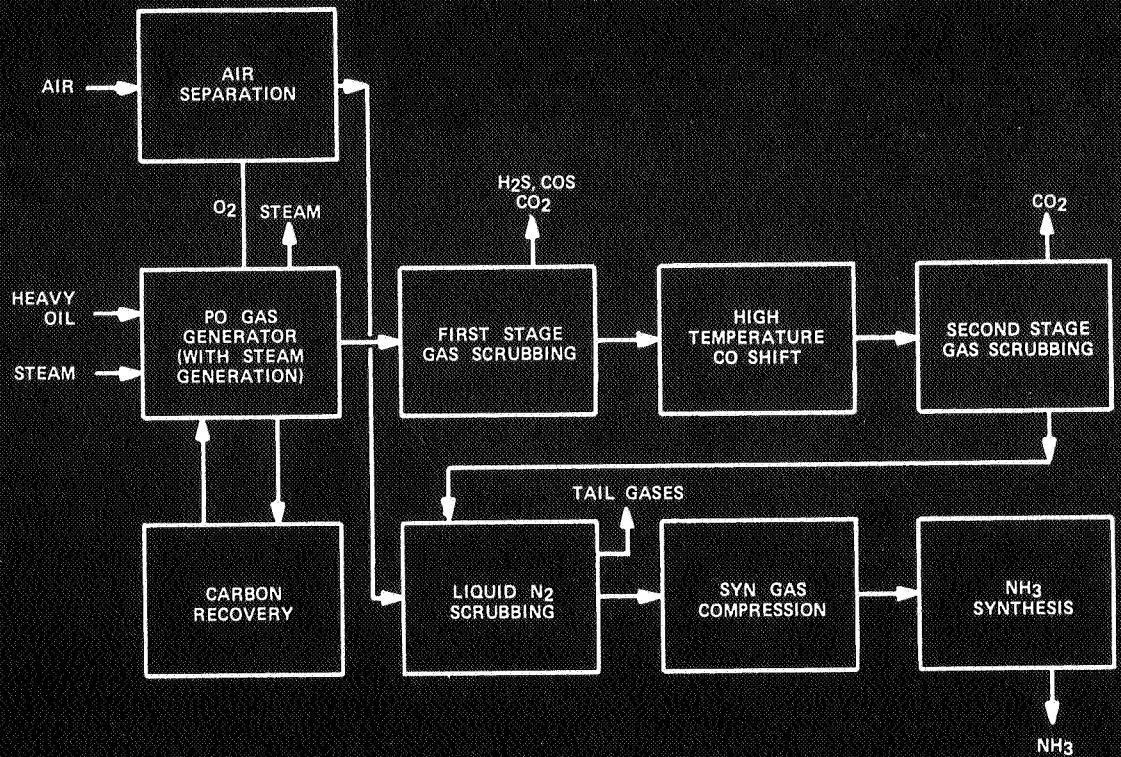 AIR
AIR
SEPARATION
O2
STEAM
H2S, COS
CO2
CO2
HEAVY
OIL
STEAM
PO GAS
GENERATOR
(WITH STEAM
GENERATION)
FIRST STAGE
GAS SCRUBBING
HIGH
TEMPERATURE
CO SHIFT
SECOND STAGE
GAS SCRUBBING
TAIL GASES
CARBON
RECOVERY
LIQUID N2
SCRUBBING
SYN GAS
COMPRESSION
NH3
SYNTHESIS
NH3